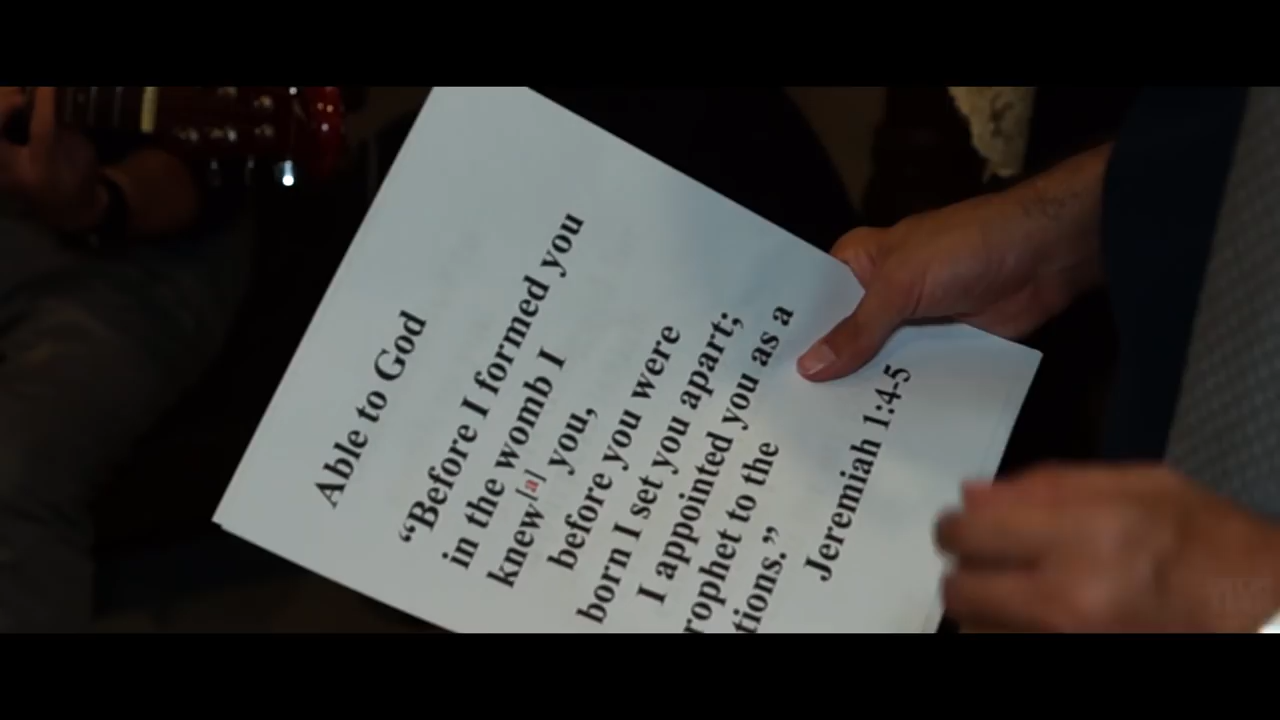 Able to God
“Before I formed you
in the womb I
knew[a] you,
before you were
born I set you apart;
I appointed you as a
rophet to the
tions.”
Jeremiah 1:4-5